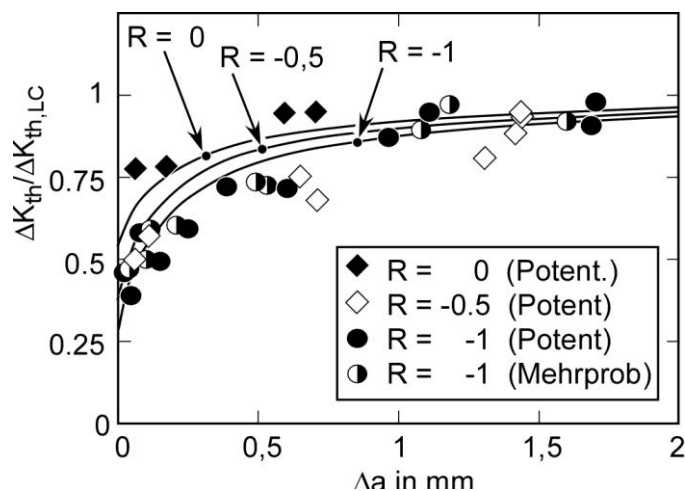 R = 0
R = -0,5
R = -1
1
0.75
0.5
0.25
0
ΔK_th/ΔK_th,LC
R = 0 (Potent.)
R = -0.5 (Potent)
R = -1 (Potent)
R = -1 (Mehrprob)
0 0,5 1 1,5 2
Δa in mm